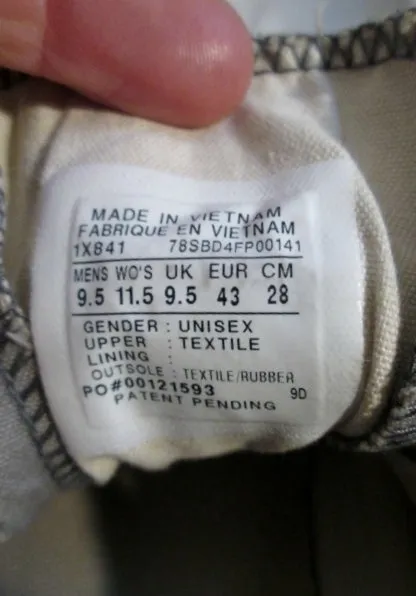 MADE IN VIETNAM
FABRIQUE EN VIETNAM
1X841 78SBD4FP00141
MENS WO'S UK EUR CM
9.5 11.5 9.5 43 28
GENDER : UNISEX
UPPER : TEXTILE
LINING :
OUTSOLE : TEXTILE/RUBBER
PO#00121593 9D
PATENT PENDING